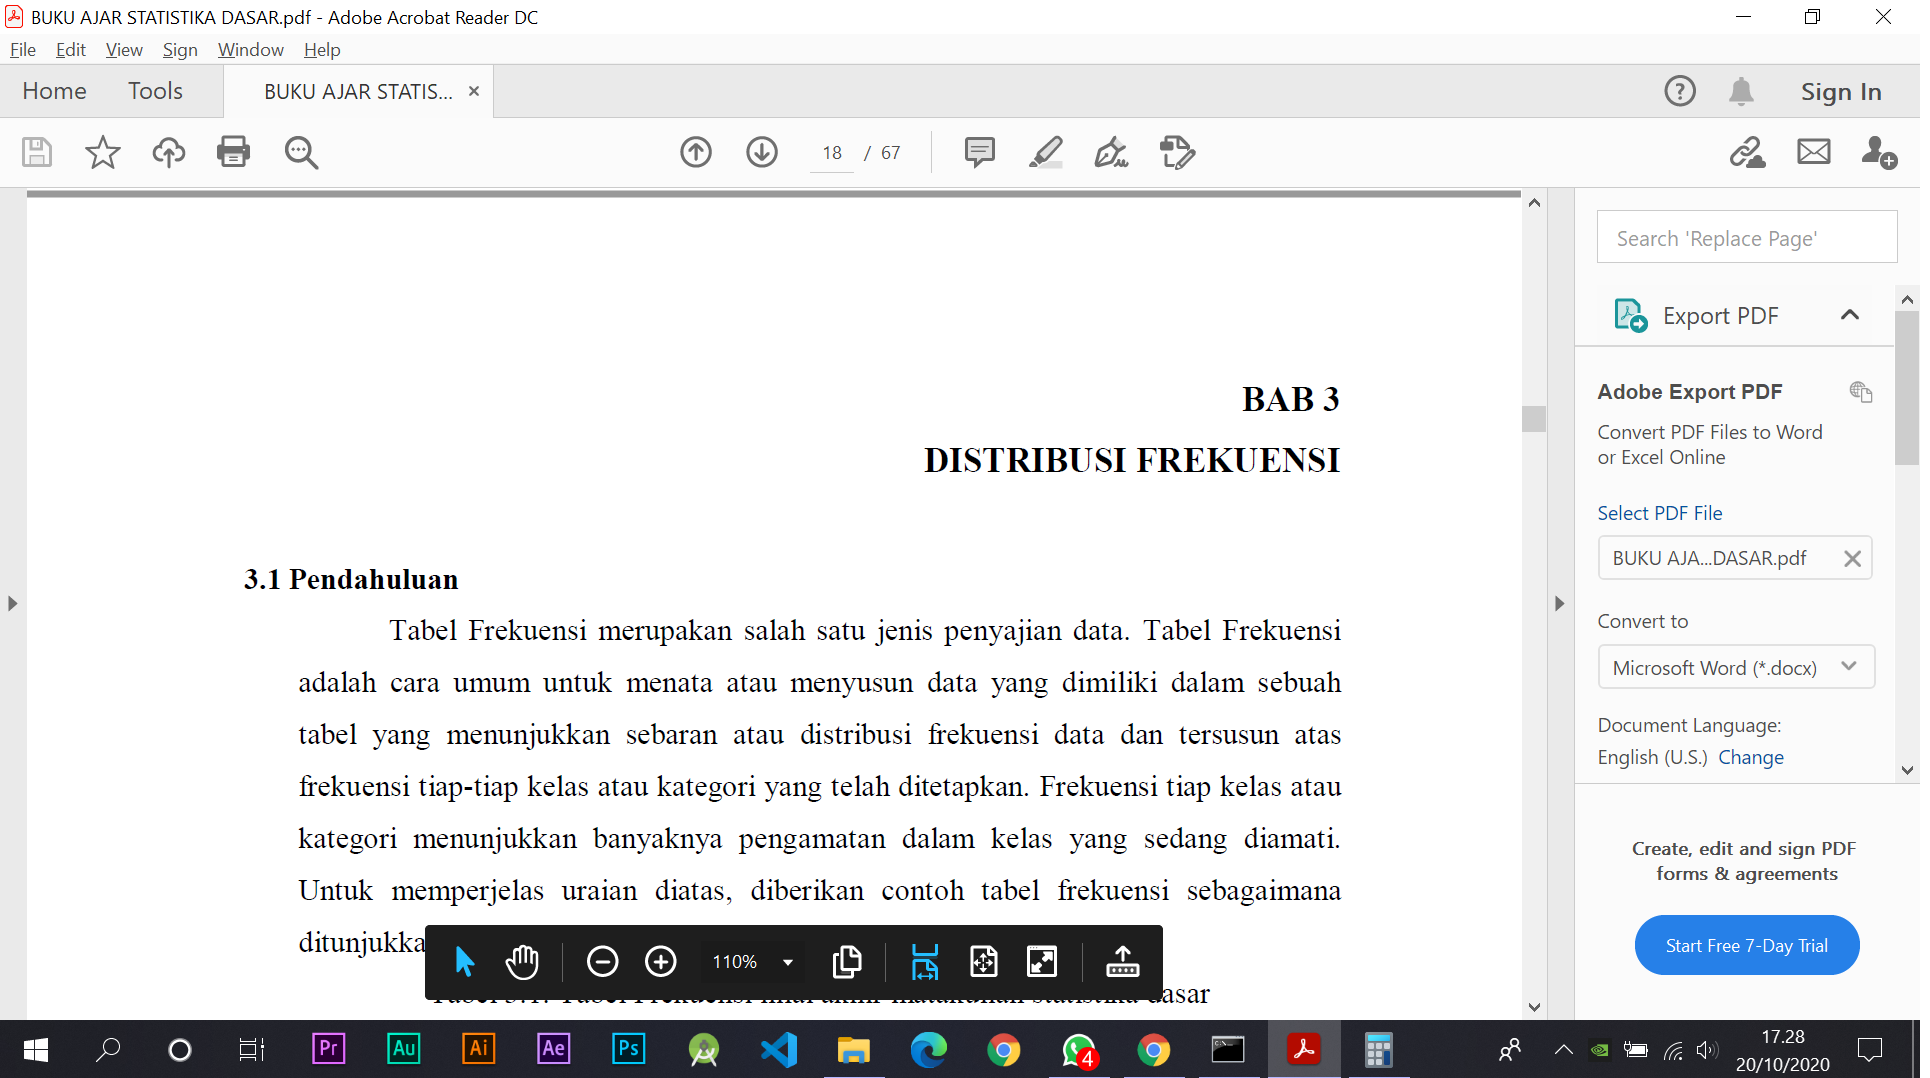 BUKU AJAR STATISTIKA DASAR.pdf - Adobe Acrobat Reader DC
File Edit View Sign Window Help
Home Tools BUKU AJAR STATIS... Sign In
18 / 67
Search 'Replace Page'
Export PDF
Adobe Export PDF
Convert PDF Files to Word
or Excel Online
Select PDF File
BUKU AJA...DASAR.pdf
Convert to
Microsoft Word (*.docx)
Document Language:
English (U.S.) Change
Create, edit and sign PDF
forms & agreements
Start Free 7-Day Trial
BAB 3
DISTRIBUSI FREKUENSI
3.1 Pendahuluan
Tabel Frekuensi merupakan salah satu jenis penyajian data. Tabel Frekuensi
adalah cara umum untuk menata atau menyusun data yang dimiliki dalam sebuah
tabel yang menunjukkan sebaran atau distribusi frekuensi data dan tersusun atas
frekuensi tiap-tiap kelas atau kategori yang telah ditetapkan. Frekuensi tiap kelas atau
kategori menunjukkan banyaknya pengamatan dalam kelas yang sedang diamati.
Untuk memperjelas uraian diatas, diberikan contoh tabel frekuensi sebagaimana
ditunjukka
110%
dasar
Pr Au Ai Ae Ps
4
17.28
20/10/2020